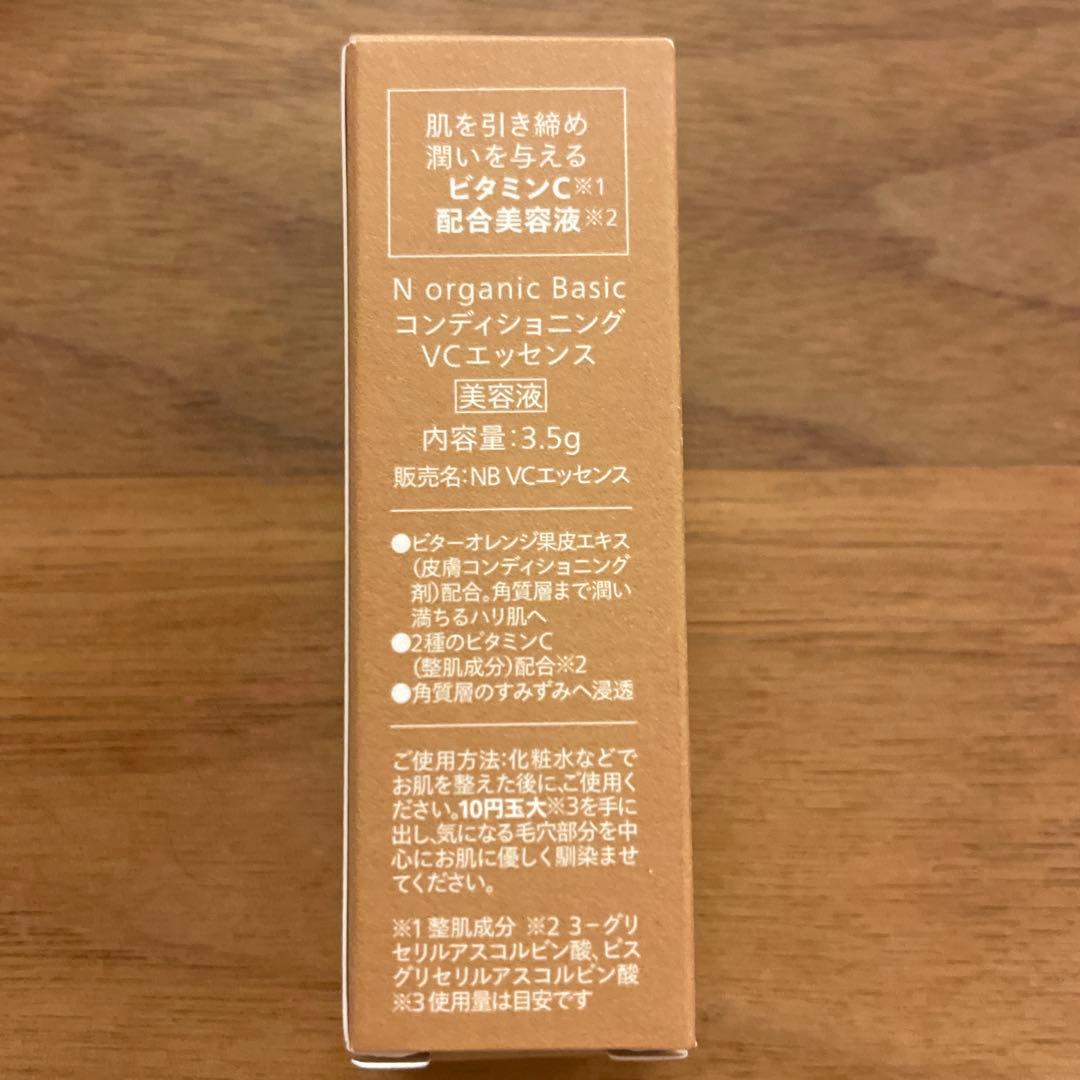 肌を引き締め
潤いを与える
ビタミンC※1
配合美容液※2
N organic Basic
コンディショニング
VCエッセンス
美容液
内容量:3.5g
販売名:NB VCエッセンス
●ビターオレンジ果皮エキス
(皮膚コンディショニング
剤)配合。角質層まで潤い
満ちるハリ肌へ
●2種のビタミンC
(整肌成分)配合※2
●角質層のすみずみへ浸透
ご使用方法:化粧水などで
お肌を整えた後に、ご使用く
ださい。10円玉大※3を手に
出し、気になる毛穴部分を中
心にお肌に優しく馴染ませ
てください。
※1 整肌成分 ※2 3-グリ
セリルアスコルビン酸、ビス
グリセリルアスコルビン酸
※3 使用量は目安です